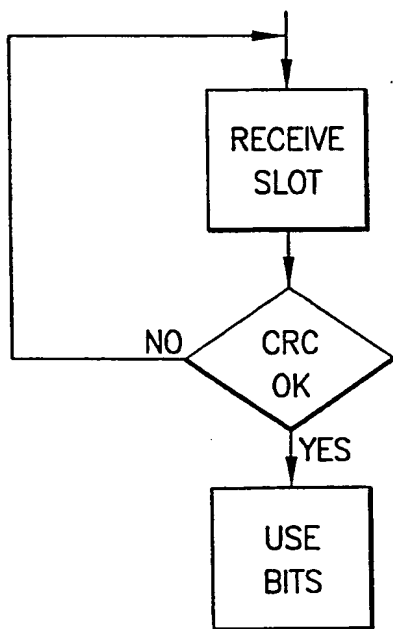 RECEIVE
SLOT
CRC
OK
NO
YES
USE
BITS